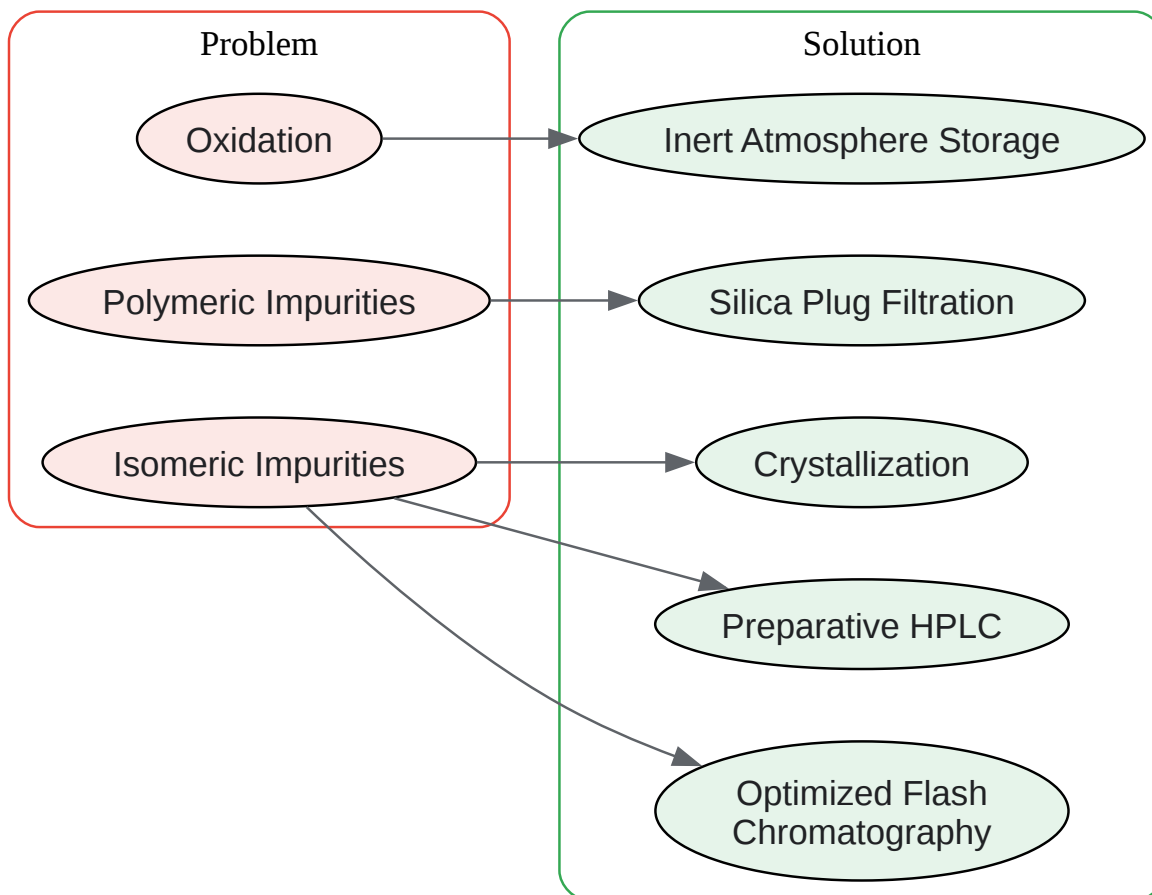 Problem
Solution
Oxidation
Inert Atmosphere Storage
Polymeric Impurities
Silica Plug Filtration
Isomeric Impurities
Crystallization
Preparative HPLC
Optimized Flash
Chromatography